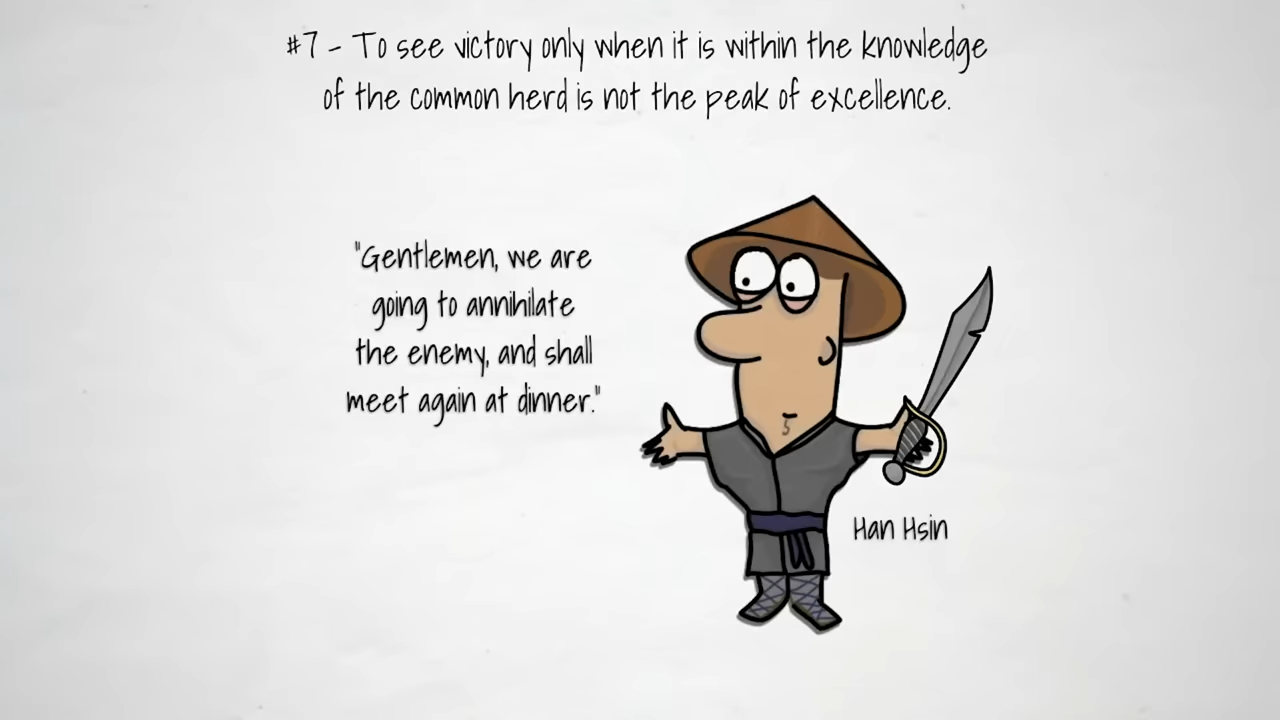 #7 - To see victory only when it is within the knowledge
of the common herd is not the peak of excellence.
"Gentlemen, we are
going to annihilate
the enemy, and shall
meet again at dinner."
Han Hsin